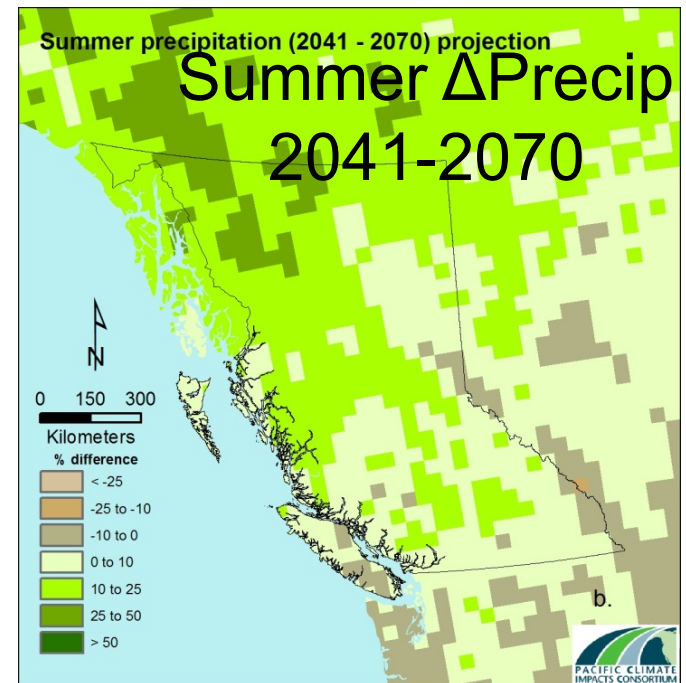 Summer precipitation (2041 - 2070) projection
Summer ΔPrecip
2041-2070
N
0 150 300
Kilometers
% difference
< -25
-25 to -10
-10 to 0
0 to 10
10 to 25
25 to 50
> 50
b.
PACIFIC CLIMATE
IMPACTS CONSORTIUM